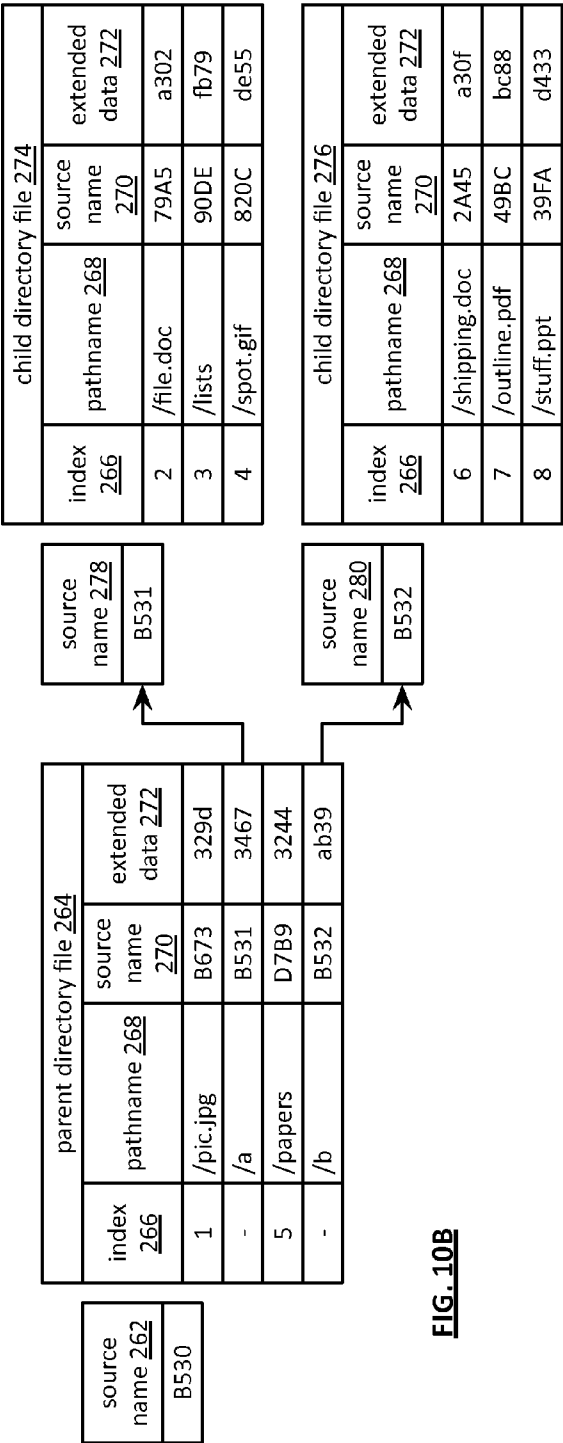 source
name 262
B530
parent directory file 264
index
266
pathname 268
source
name
270
extended
data 272
1
/pic.jpg
B673
329d
-
/a
B531
3467
5
/papers
D7B9
3244
-
/b
B532
ab39
source
name 278
B531
child directory file 274
index
266
pathname 268
source
name
270
extended
data 272
2
/file.doc
79A5
a302
3
/lists
90DE
fb79
4
/spot.gif
820C
de55
source
name 280
B532
child directory file 276
index
266
pathname 268
source
name
270
extended
data 272
6
/shipping.doc
2A45
a30f
7
/outline.pdf
49BC
bc88
8
/stuff.ppt
39FA
d433
FIG. 10B